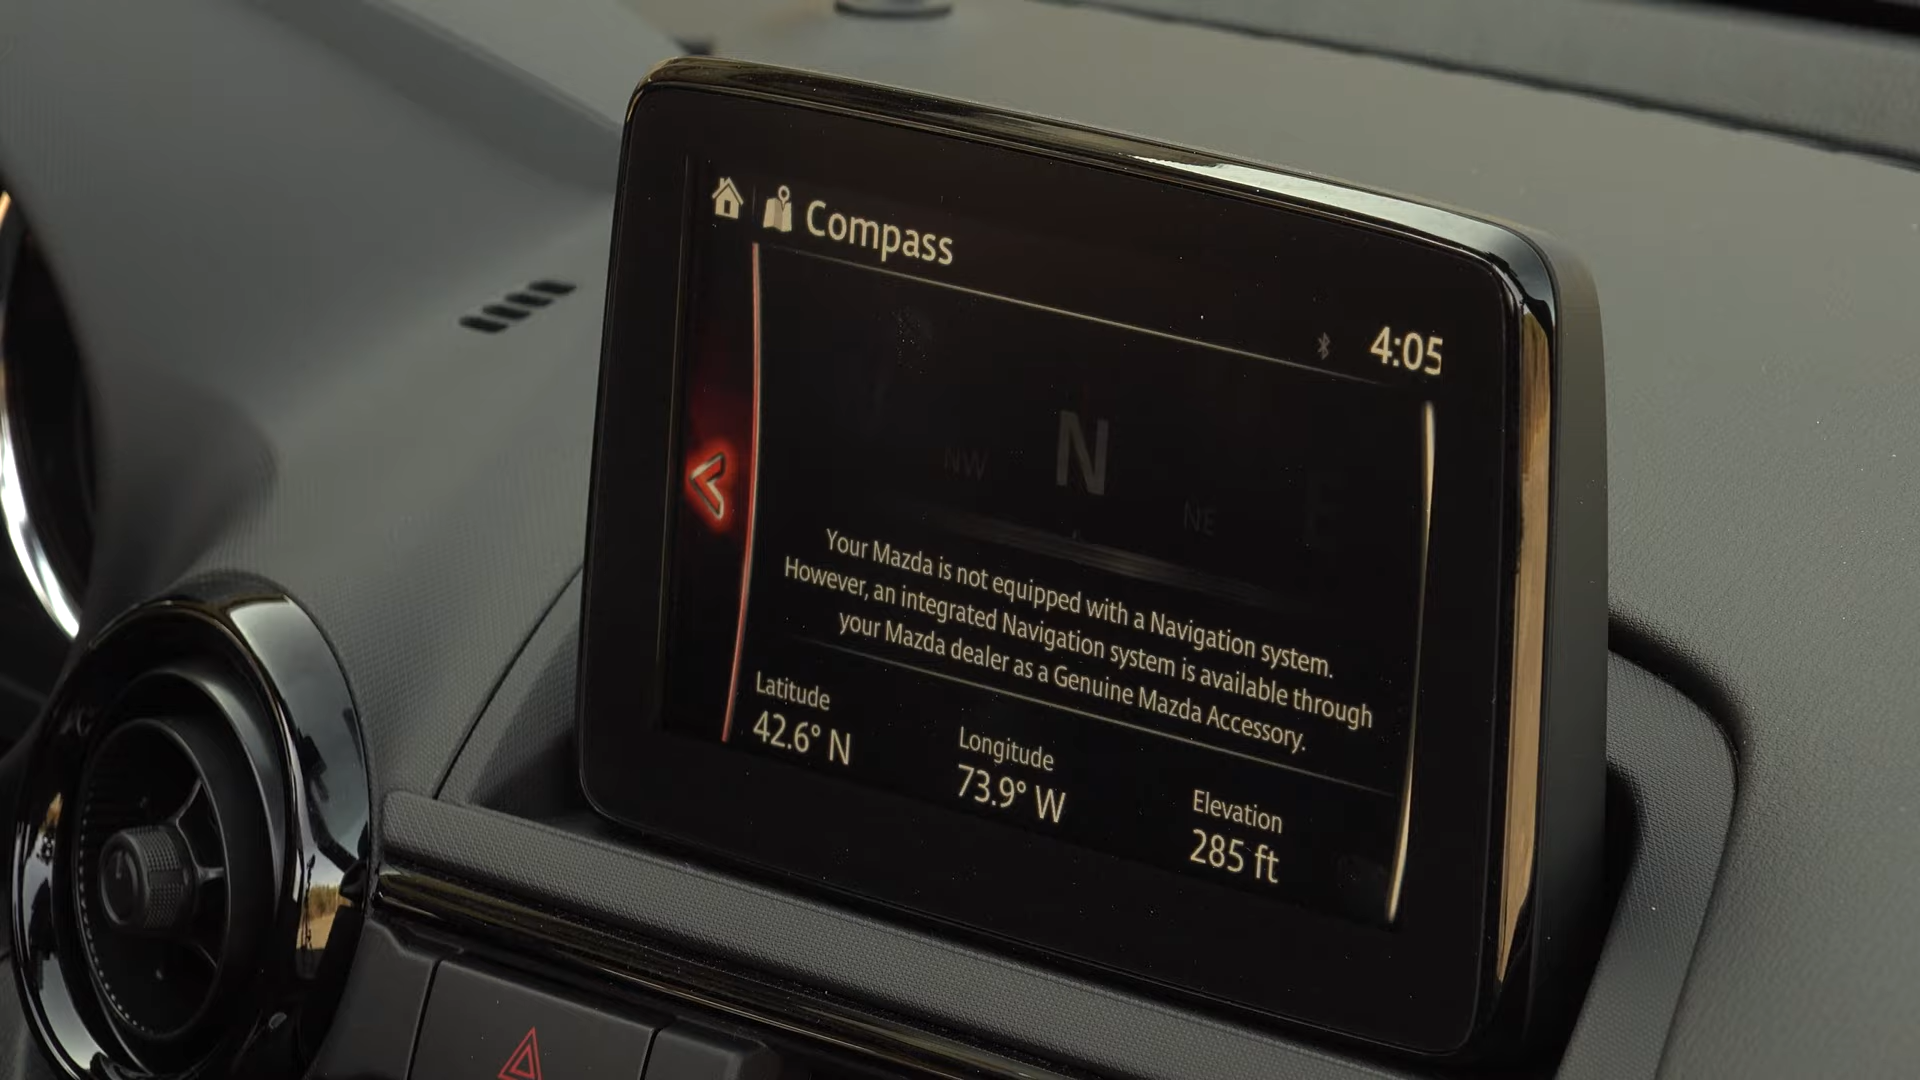 Compass
4:05
N
NW
NE
E
Your Mazda is not equipped with a Navigation system.
However, an integrated Navigation system is available through
your Mazda dealer as a Genuine Mazda Accessory.
Latitude
42.6° N
Longitude
73.9° W
Elevation
285 ft